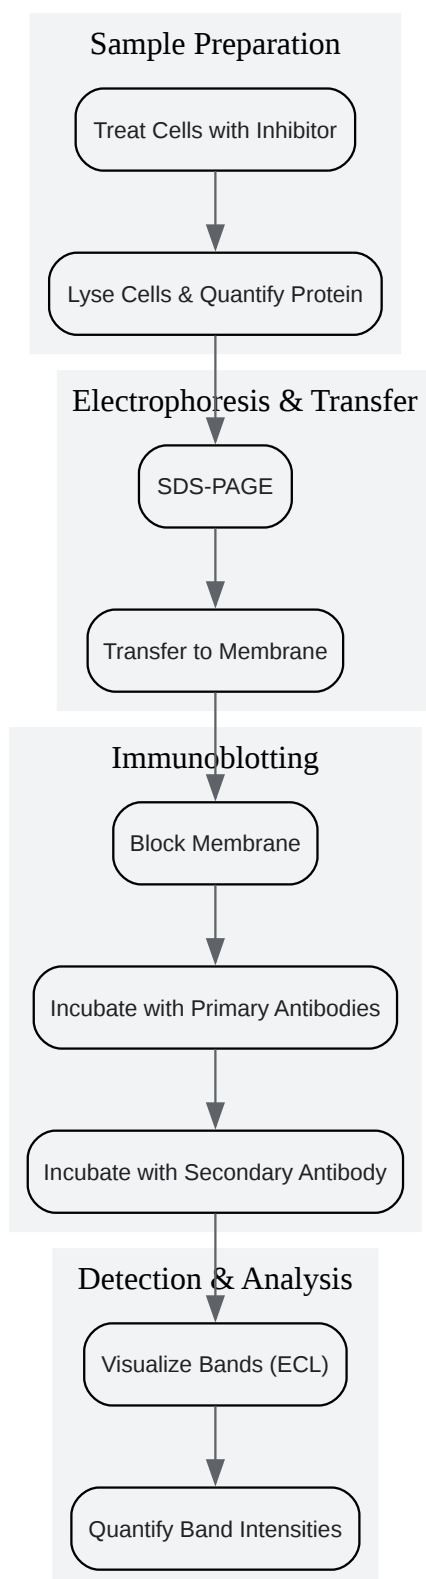 Sample Preparation
Treat Cells with Inhibitor
Lyse Cells & Quantify Protein
Electrophoresis & Transfer
SDS-PAGE
Transfer to Membrane
Immunoblotting
Block Membrane
Incubate with Primary Antibodies
Incubate with Secondary Antibody
Detection & Analysis
Visualize Bands (ECL)
Quantify Band Intensities